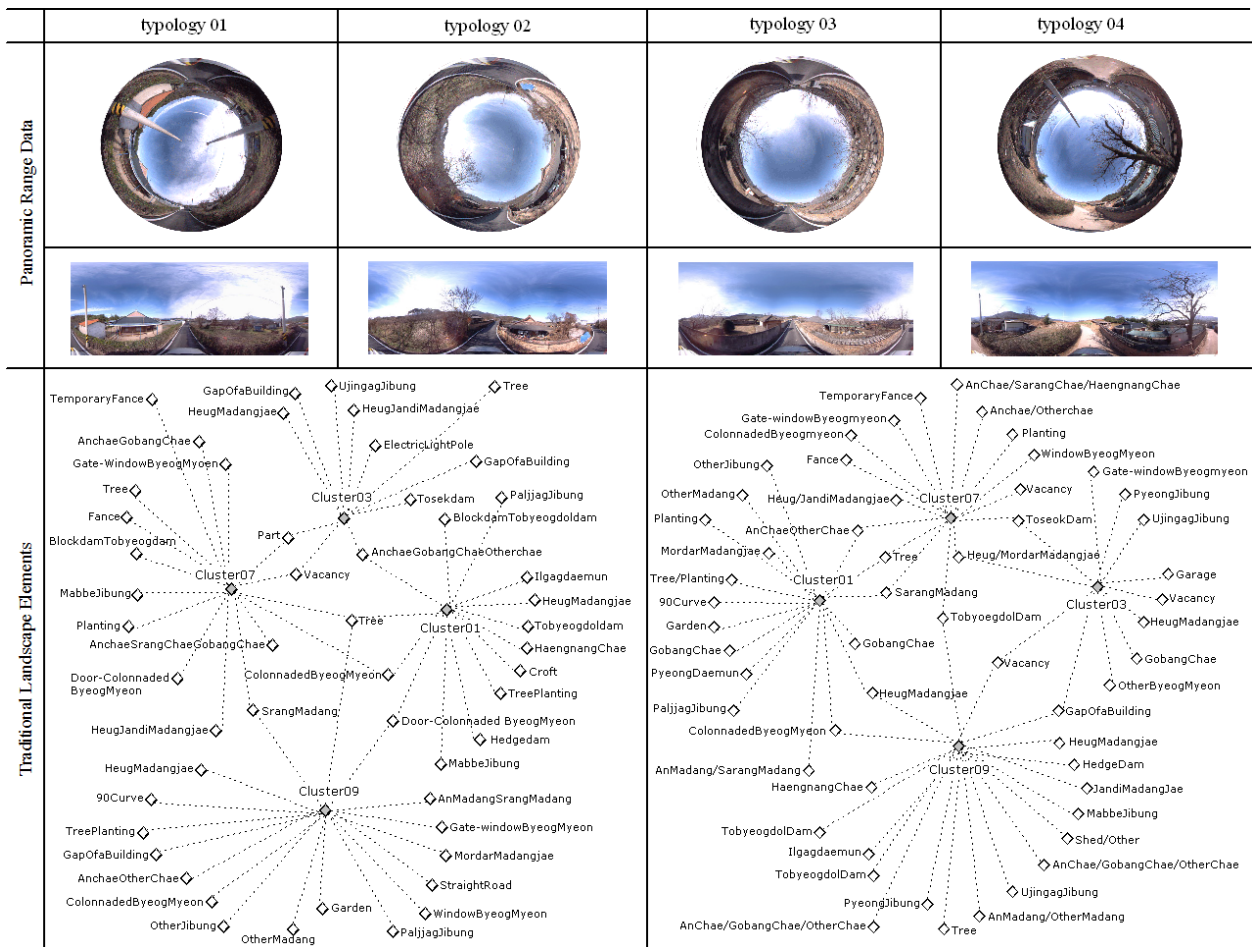 typology 01
typology 02
typology 03
typology 04
Panoramic Range Data
Traditional Landscape Elements
TemporaryFance
GapOfaBuilding
UjingagJibung
Tree
HeugMadangjae
HeugJandiMadangjae
AnchaeGobangChae
ElectricLightPole
Gate-WindowByeogMyoen
GapOfaBuilding
Tree
Cluster03
Tosekdam
PaljjagJibung
Fance
BlockdamTobyeogdoldam
BlockdamTobyeogdam
Part
AnchaeGobangChaeOtherchae
Cluster07
Vacancy
Ilgagdaemun
MabbeJibung
HeugMadangjae
Planting
Tree
Cluster01
Tobyeogdoldam
AnchaeSrangChaeGobangChae
HaengnangChae
Door-Colonnaded
ByeogMyeon
ColonnadedByeogMyeon
Croft
TreePlanting
SrangMadang
Door-Colonnaded ByeogMyeon
HeugJandiMadangjae
Hedgedam
HeugMadangjae
MabbeJibung
Cluster09
90Curve
AnMadangSrangMadang
TreePlanting
Gate-windowByeogMyeon
GapOfaBuilding
MordarMadangjae
AnchaeOtherChae
StraightRoad
ColonnadedByeogMyeon
Garden
WindowByeogMyeon
OtherJibung
OtherMadang
PaljjagJibung
AnChae/SarangChae/HaengnangChae
TemporaryFance
Anchae/Otherchae
Gate-windowByeogmyeon
ColonnadedByeogmyeon
Planting
Fance
WindowByeogMyeon
OtherJibung
Gate-windowByeogmyeon
Cluster07
OtherMadang
Heug/JandiMadangjae
Vacancy
PyeongJibung
Planting
AnChaeOtherChae
ToseokDam
UjingagJibung
MordarMadangjae
Tree
Heug/MordarMadangjae
Cluster01
Tree/Planting
SarangMadang
Garage
90Curve
Cluster03
Vacancy
Garden
TobyoegdolDam
HeugMadangjae
GobangChae
GobangChae
Vacancy
GobangChae
PyeongDaemun
HeugMadangjae
OtherByeogMyeon
PaljjagJibung
GapOfaBuilding
ColonnadedByeogMyeon
HeugMadangjae
AnMadang/SarangMadang
Cluster09
HedgeDam
HaengnangChae
JandiMadangJae
MabbeJibung
TobyeogdolDam
Shed/Other
Ilgagdaemun
AnChae/GobangChae/OtherChae
TobyeogdolDam
UjingagJibung
PyeongJibung
AnMadang/OtherMadang
AnChae/GobangChae/OtherChae
Tree